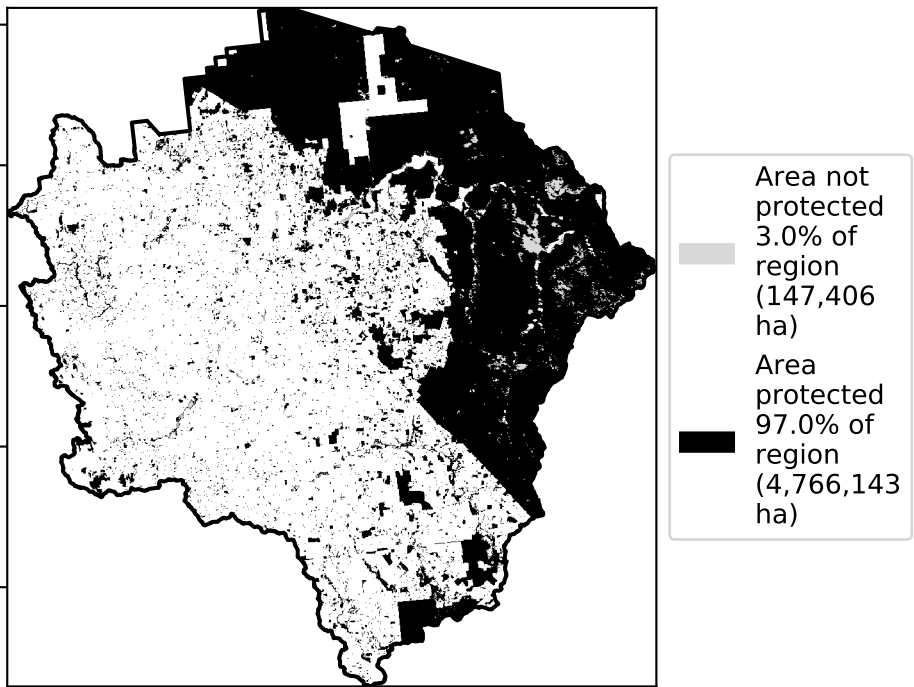 Area not
protected
3.0% of
region
(147,406
ha)
Area
protected
97.0% of
region
(4,766,143
ha)